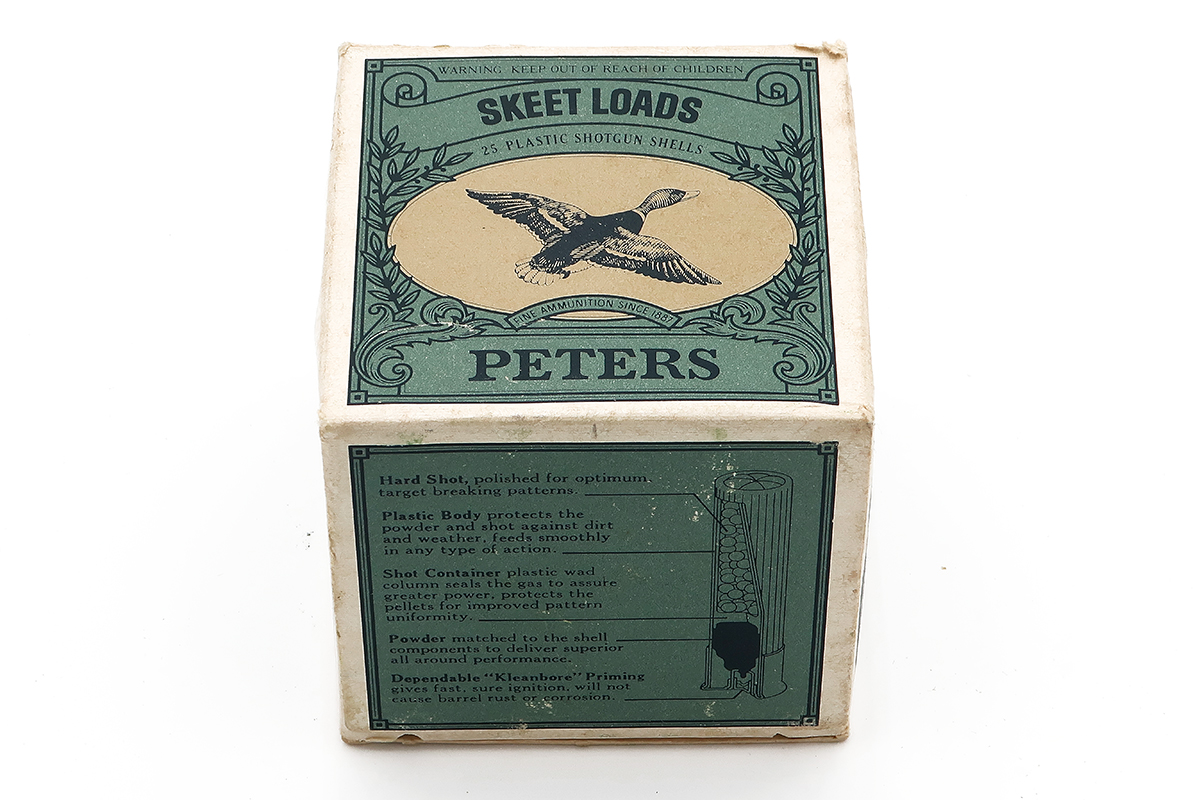 WARNING KEEP OUT OF REACH OF CHILDREN
SKEET LOADS
25 PLASTIC SHOTGUN SHELLS
FINE AMMUNITION SINCE 1887
PETERS
Hard Shot, polished for optimum
target breaking patterns.
Plastic Body protects the
powder and shot against dirt
and weather, feeds smoothly
in any type of action.
Shot Container plastic wad
column seals the gas to assure
greater power, protects the
pellets for improved pattern
uniformity.
Powder matched to the shell
components to deliver superior
all around performance.
Dependable "Kleanbore" Priming
gives fast, sure ignition, will not
cause barrel rust or corrosion.